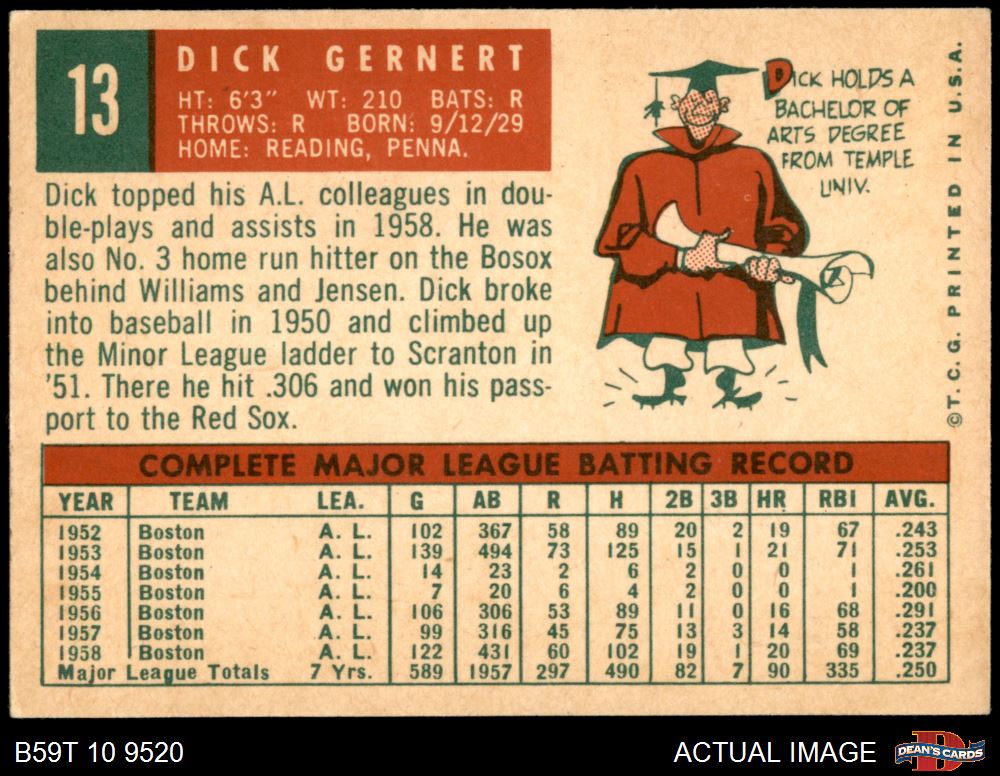 13
DICK GERNERT
HT: 6'3" WT: 210 BATS: R
THROWS: R BORN: 9/12/29
HOME: READING, PENNA.
Dick topped his A.L. colleagues in dou-
ble-plays and assists in 1958. He was
also No. 3 home run hitter on the Bosox
behind Williams and Jensen. Dick broke
into baseball in 1950 and climbed up
the Minor League ladder to Scranton in
'51. There he hit .306 and won his pass-
port to the Red Sox.
DICK HOLDS A
BACHELOR OF
ARTS DEGREE
FROM TEMPLE
UNIV.
©T.C.G. PRINTED IN U.S.A.
COMPLETE MAJOR LEAGUE BATTING RECORD
YEAR TEAM LEA. G AB R H 2B 3B HR RBI AVG.
1952 Boston A. L. 102 367 58 89 20 2 19 67 .243
1953 Boston A. L. 139 494 73 125 15 1 21 71 .253
1954 Boston A. L. 14 23 2 6 2 0 0 1 .261
1955 Boston A. L. 7 20 6 4 2 0 0 1 .200
1956 Boston A. L. 106 306 53 89 11 0 16 68 .291
1957 Boston A. L. 99 316 45 75 13 3 14 58 .237
1958 Boston A. L. 122 431 60 102 19 1 20 69 .237
Major League Totals 7 Yrs. 589 1957 297 490 82 7 90 335 .250
B59T 10 9520
ACTUAL IMAGE
D
DEAN'S CARDS